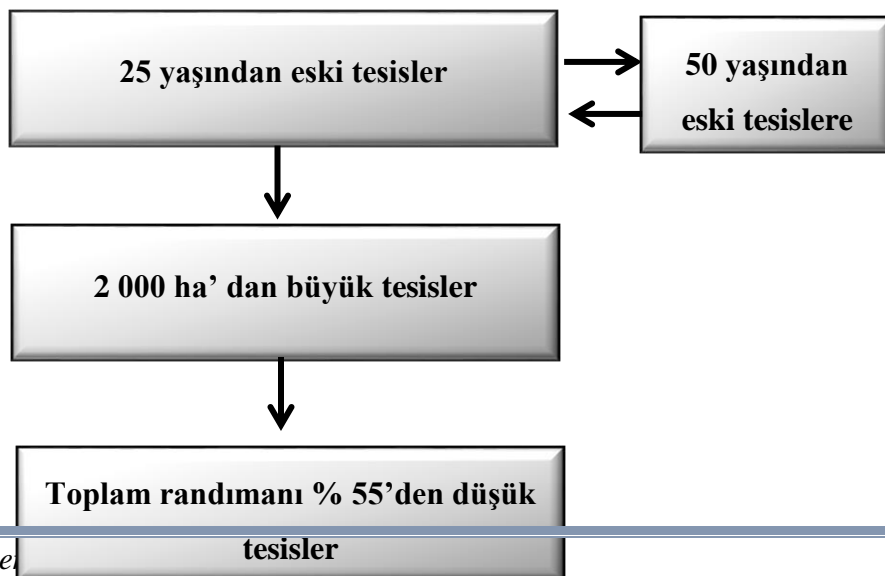 25 yaşından eski tesisler
50 yaşından
eski tesislere
2 000 ha’ dan büyük tesisler
Toplam randımanı % 55’den düşük
tesisler